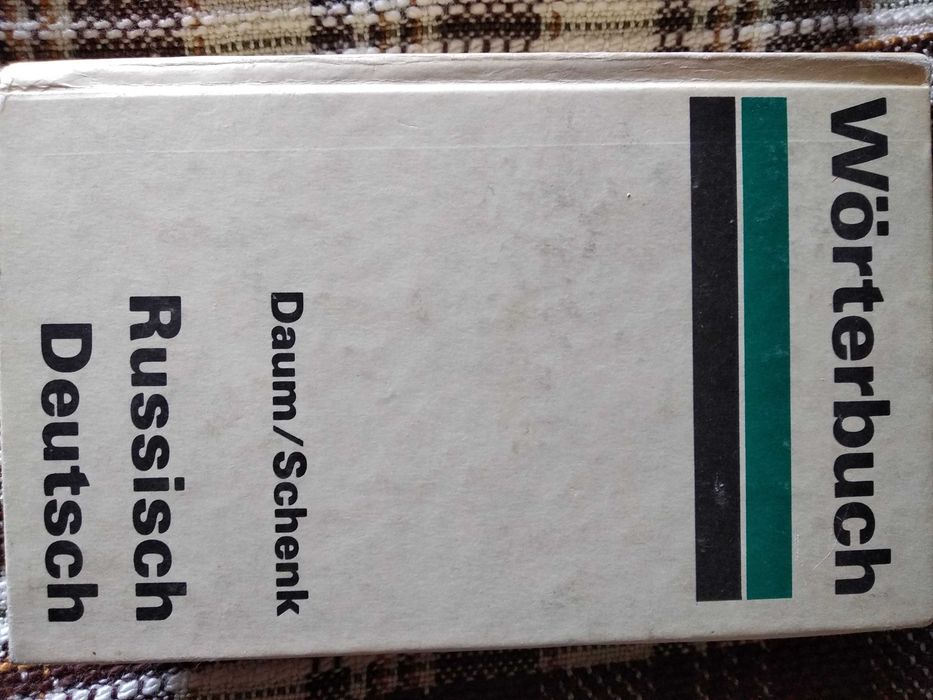 Wörterbuch
Daum/Schenk
Russisch
Deutsch